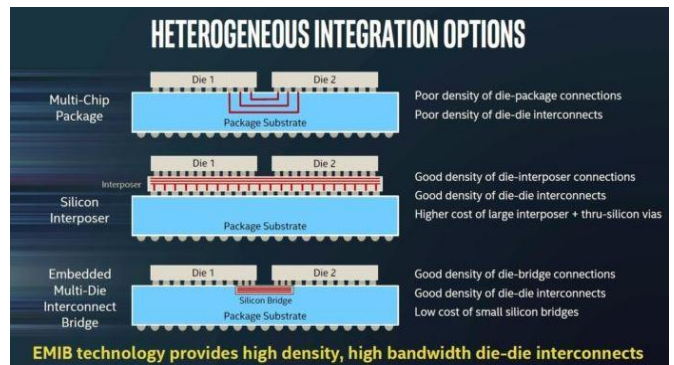 HETEROGENEOUS INTEGRATION OPTIONS
Multi-Chip
Package
Die 1
Die 2
Package Substrate
Poor density of die-package connections
Poor density of die-die interconnects
Silicon
Interposer
Interposer
Die 1
Die 2
Package Substrate
Good density of die-interposer connections
Good density of die-die interconnects
Higher cost of large interposer + thru-silicon vias
Embedded
Multi-Die
Interconnect
Bridge
Die 1
Die 2
Silicon Bridge
Package Substrate
Good density of die-bridge connections
Good density of die-die interconnects
Low cost of small silicon bridges
EMIB technology provides high density, high bandwidth die-die interconnects